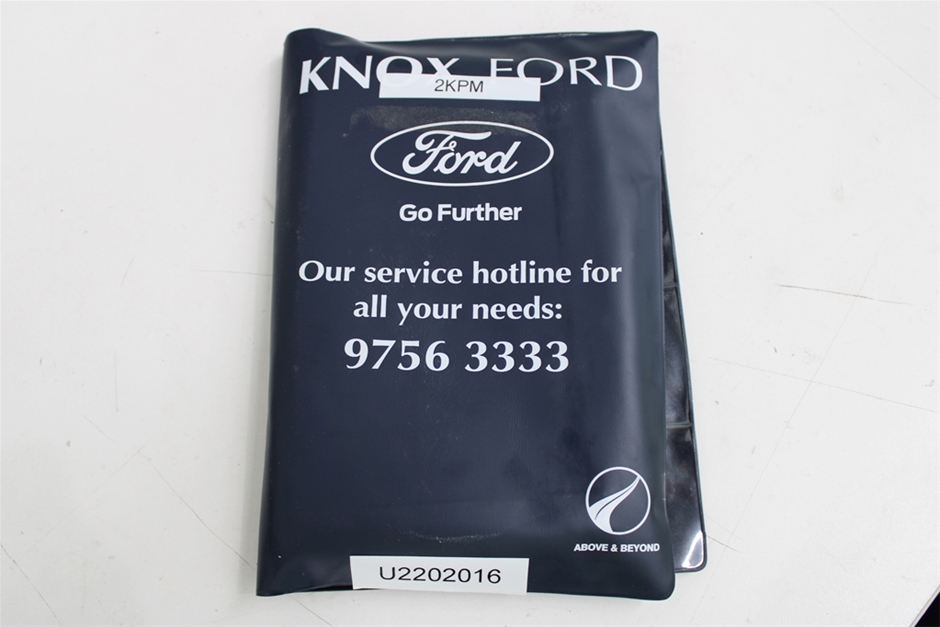 KNOX FORD
2KPM
Ford
Go Further
Our service hotline for
all your needs:
9756 3333
ABOVE & BEYOND
U2202016